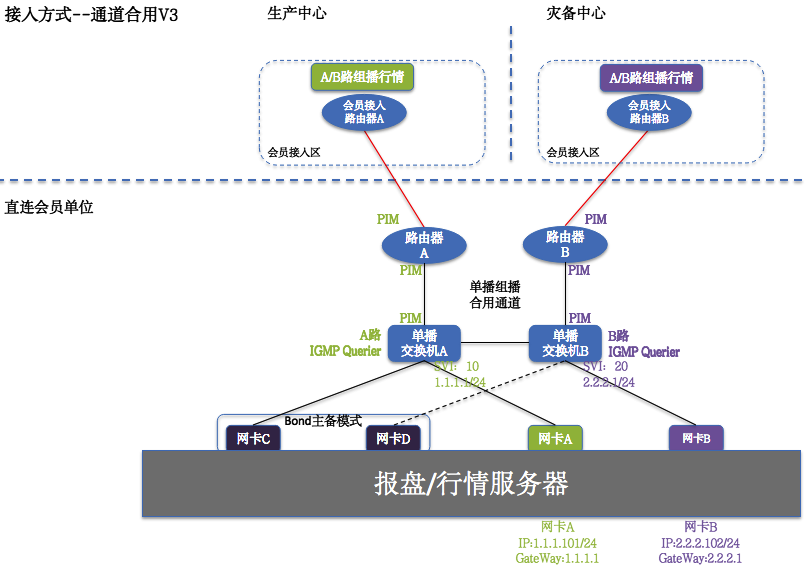 接人方式--通道合用V3
生产中心
灾备中心
A/B路组播行情
A/B路组播行情
会员接入
路由器A
会员接入
路由器B
会员接入区
会员接入区
直连会员单位
PIM
PIM
路由器
A
路由器
B
PIM
PIM
单播组播
合用通道
PIM
PIM
A路
IGMP Querier
单播
交换机A
单播
交换机B
B路
IGMP Querier
SVI：10
1.1.1.1/24
SVI：20
2.2.2.1/24
Bond主备模式
网卡C
网卡D
网卡A
网卡B
报盘/行情服务器
网卡A
IP:1.1.1.101/24
GateWay:1.1.1.1
网卡B
IP:2.2.2.102/24
GateWay:2.2.2.1